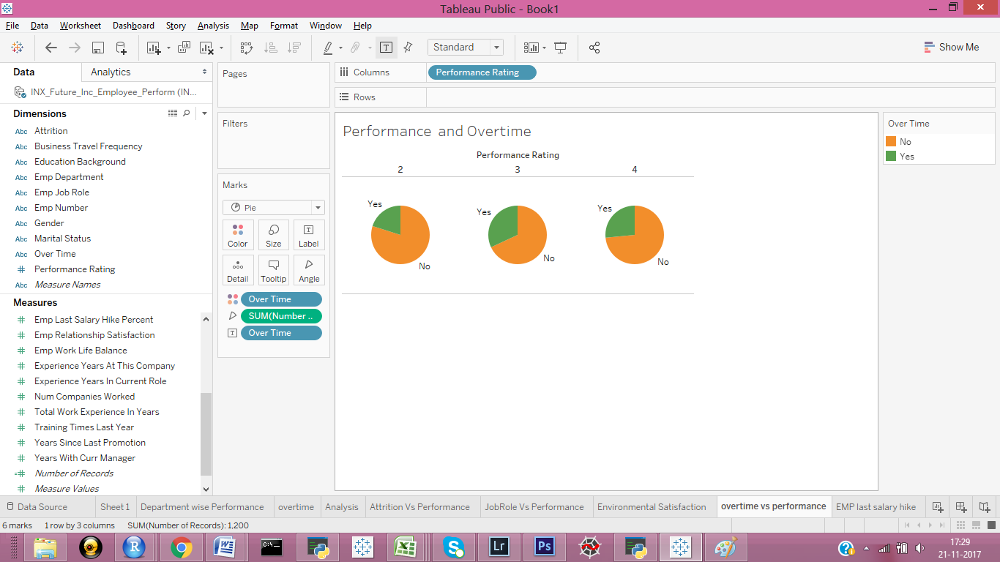 Tableau Public - Book1
File Data Worksheet Dashboard Story Analysis Map Format Window Help
Standard
Show Me
Data Analytics
INX_Future_Inc_Employee_Perform (IN...
Dimensions
Abc Attrition
Abc Business Travel Frequency
Abc Education Background
Abc Emp Department
Abc Emp Job Role
Abc Emp Number
Abc Gender
Abc Marital Status
Abc Over Time
# Performance Rating
Abc Measure Names
Measures
# Emp Last Salary Hike Percent
# Emp Relationship Satisfaction
# Emp Work Life Balance
# Experience Years At This Company
# Experience Years In Current Role
# Num Companies Worked
# Total Work Experience In Years
# Training Times Last Year
# Years Since Last Promotion
# Years With Curr Manager
=# Number of Records
# Measure Values
Pages
Filters
Marks
Pie
Color Size Label
Detail Tooltip Angle
Over Time
SUM(Number ..
Over Time
Columns Performance Rating
Rows
Performance and Overtime
Performance Rating
2 3 4
Yes Yes Yes
No No No
Over Time
No
Yes
Data Source Sheet 1 Department wise Performance overtime Analysis Attrition Vs Performance JobRole Vs Performance Environmental Satisfaction overtime vs performance EMP last salary hike
6 marks 1 row by 3 columns SUM(Number of Records): 1,200
C:\_
R W X S Lr Ps
17:29
21-11-2017